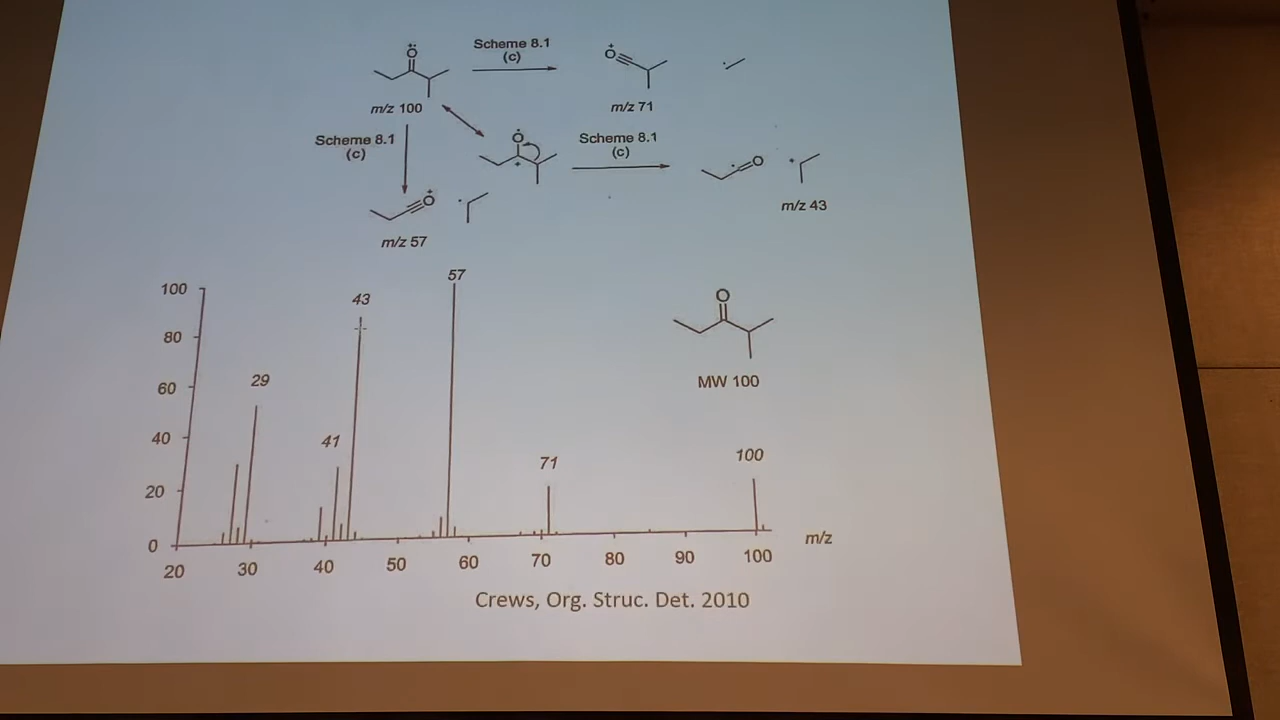 Scheme 8.1
(c)
Ö
O
m/z 100
m/z 71
Scheme 8.1
(c)
O
Scheme 8.1
(c)
O
m/z 43
O
m/z 57
57
100
43
O
80
29
60
MW 100
41
40
71
100
20
0
m/z
20
30
40
50
60
70
80
90
100
Crews, Org. Struc. Det. 2010